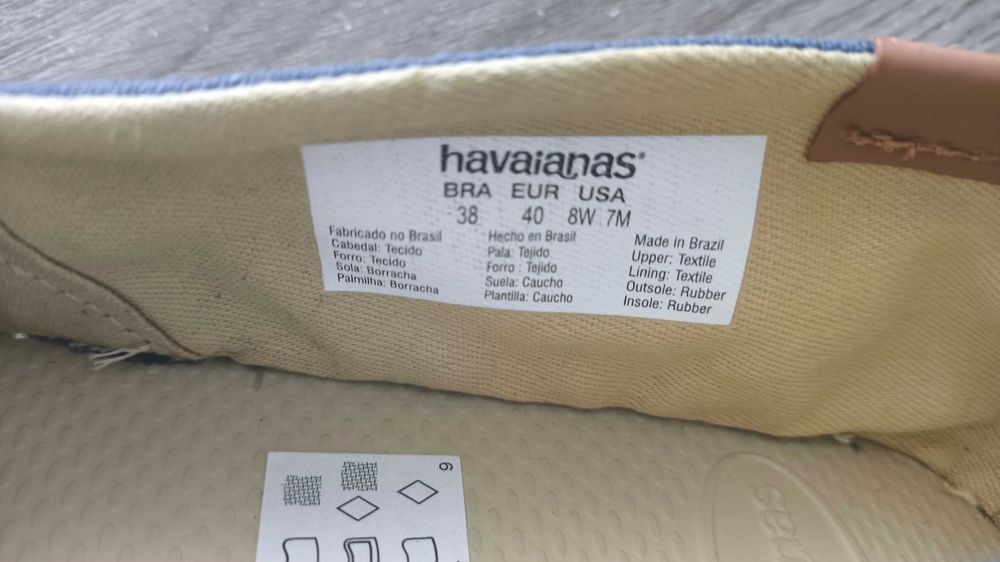 havaianas®
BRA EUR USA
38 40 8W 7M
Fabricado no Brasil
Cabedal: Tecido
Forro: Tecido
Sola: Borracha
Palmilha: Borracha
Hecho en Brasil
Pala: Tejido
Forro : Tejido
Suela: Caucho
Plantilla: Caucho
Made in Brazil
Upper: Textile
Lining: Textile
Outsole: Rubber
Insole: Rubber